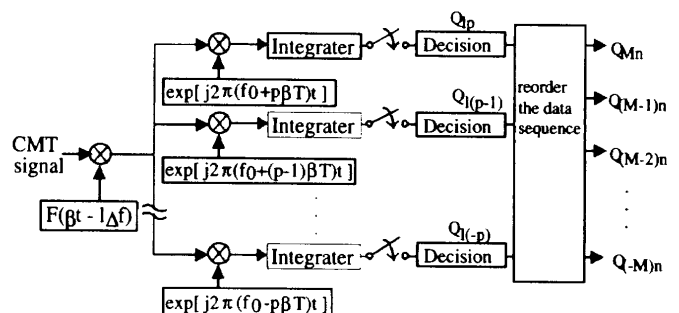 Integrater
Decision
Q_lp
Q_Mn
exp[ j2π(f0+pβT)t ]
reorder
the data
sequence
Integrater
Decision
Q_l(p-1)
Q_(M-1)n
CMT
signal
exp[ j2π(f0+(p-1)βT)t ]
Q_(M-2)n
F(βt - lΔf)
Integrater
Decision
Q_l(-p)
Q_(-M)n
exp[ j2π (f0-pβT)t ]